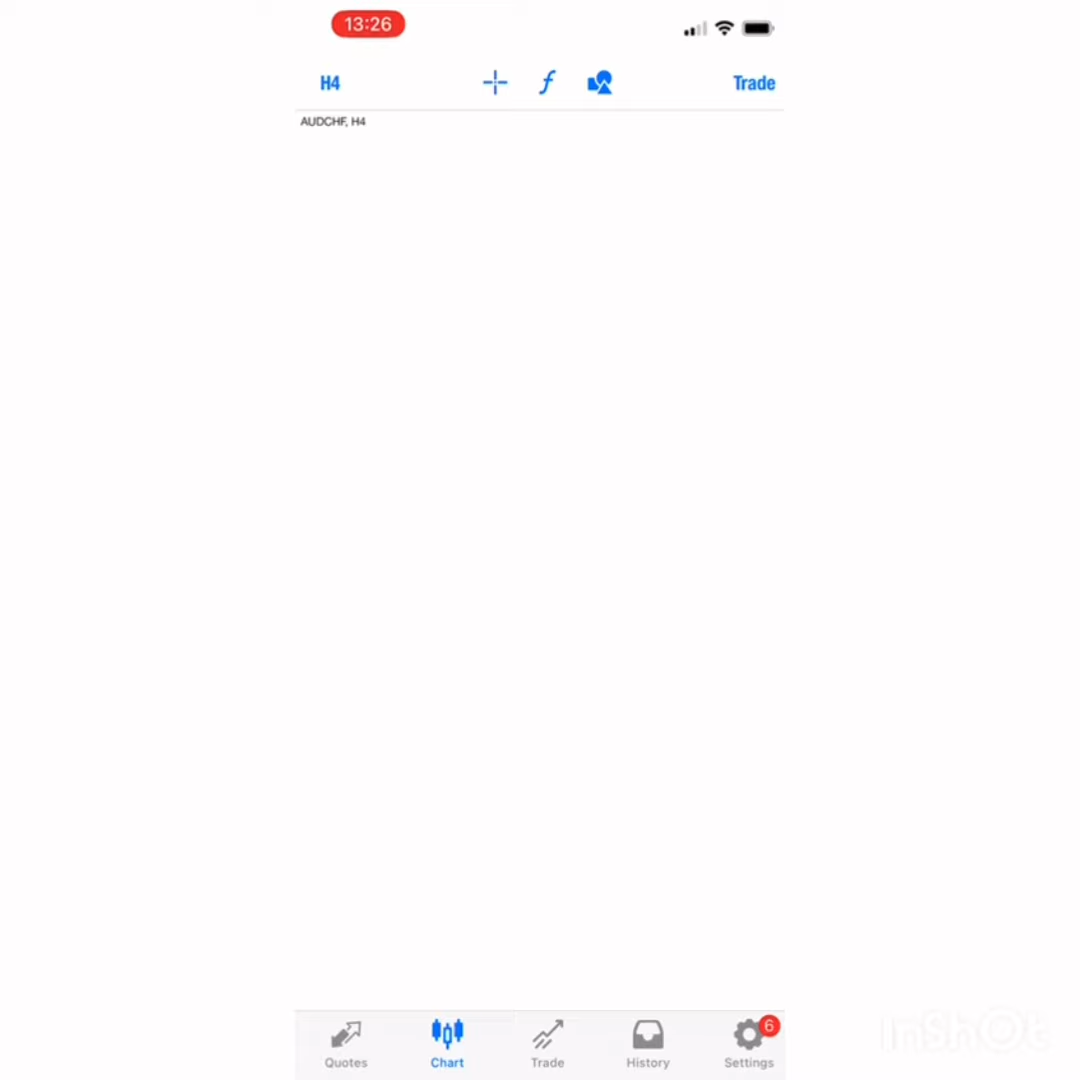 13:26
H4 f Trade
AUDCHF, H4
Quotes Chart Trade History Settings
6
InShOt